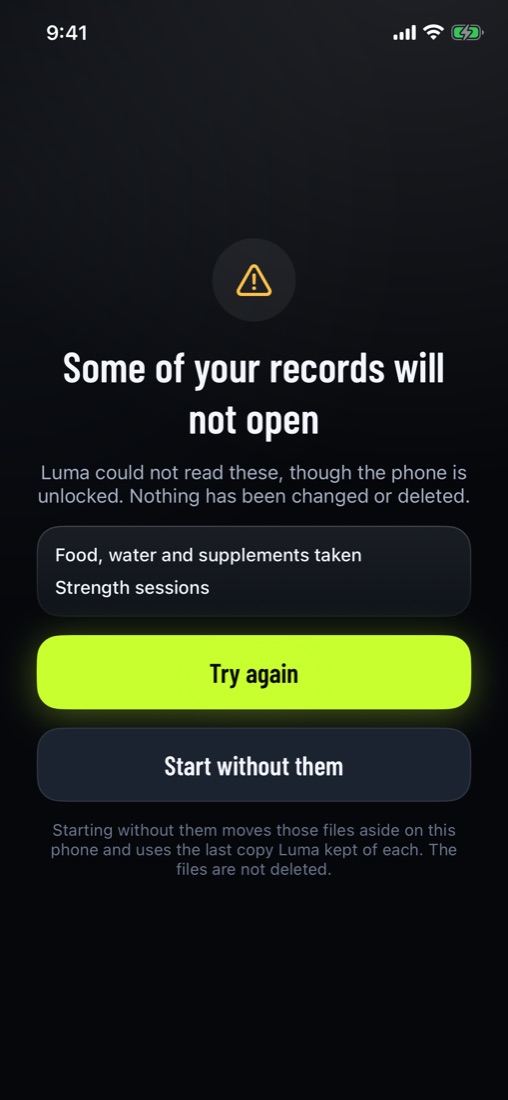 9:41
Some of your records will
not open
Luma could not read these, though the phone is
unlocked. Nothing has been changed or deleted.
Food, water and supplements taken
Strength sessions
Try again
Start without them
Starting without them moves those files aside on this
phone and uses the last copy Luma kept of each. The
files are not deleted.